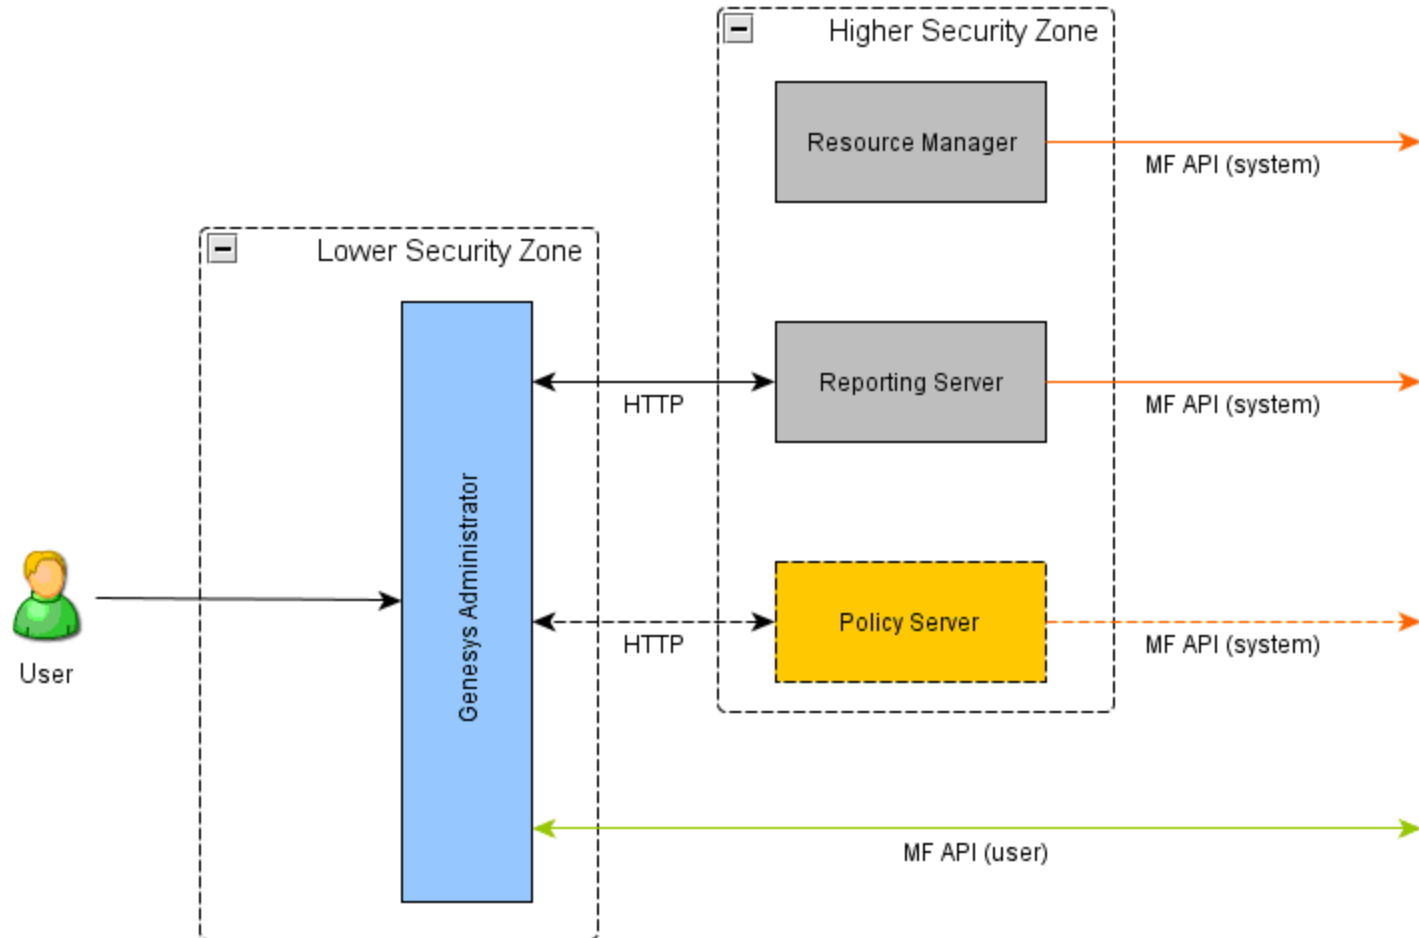 Higher Security Zone
Resource Manager
MF API (system)
Lower Security Zone
Reporting Server
HTTP
MF API (system)
Genesys Administrator
Policy Server
HTTP
MF API (system)
User
MF API (user)